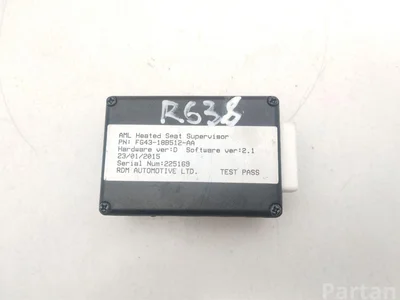 R638
AML Heated Seat Supervisor
PN: FG43-18B512-AA
Hardware ver:D Software ver:2.1
23/01/2015
Serial Num:225169
RDM AUTOMOTIVE LTD. TEST PASS
Partan